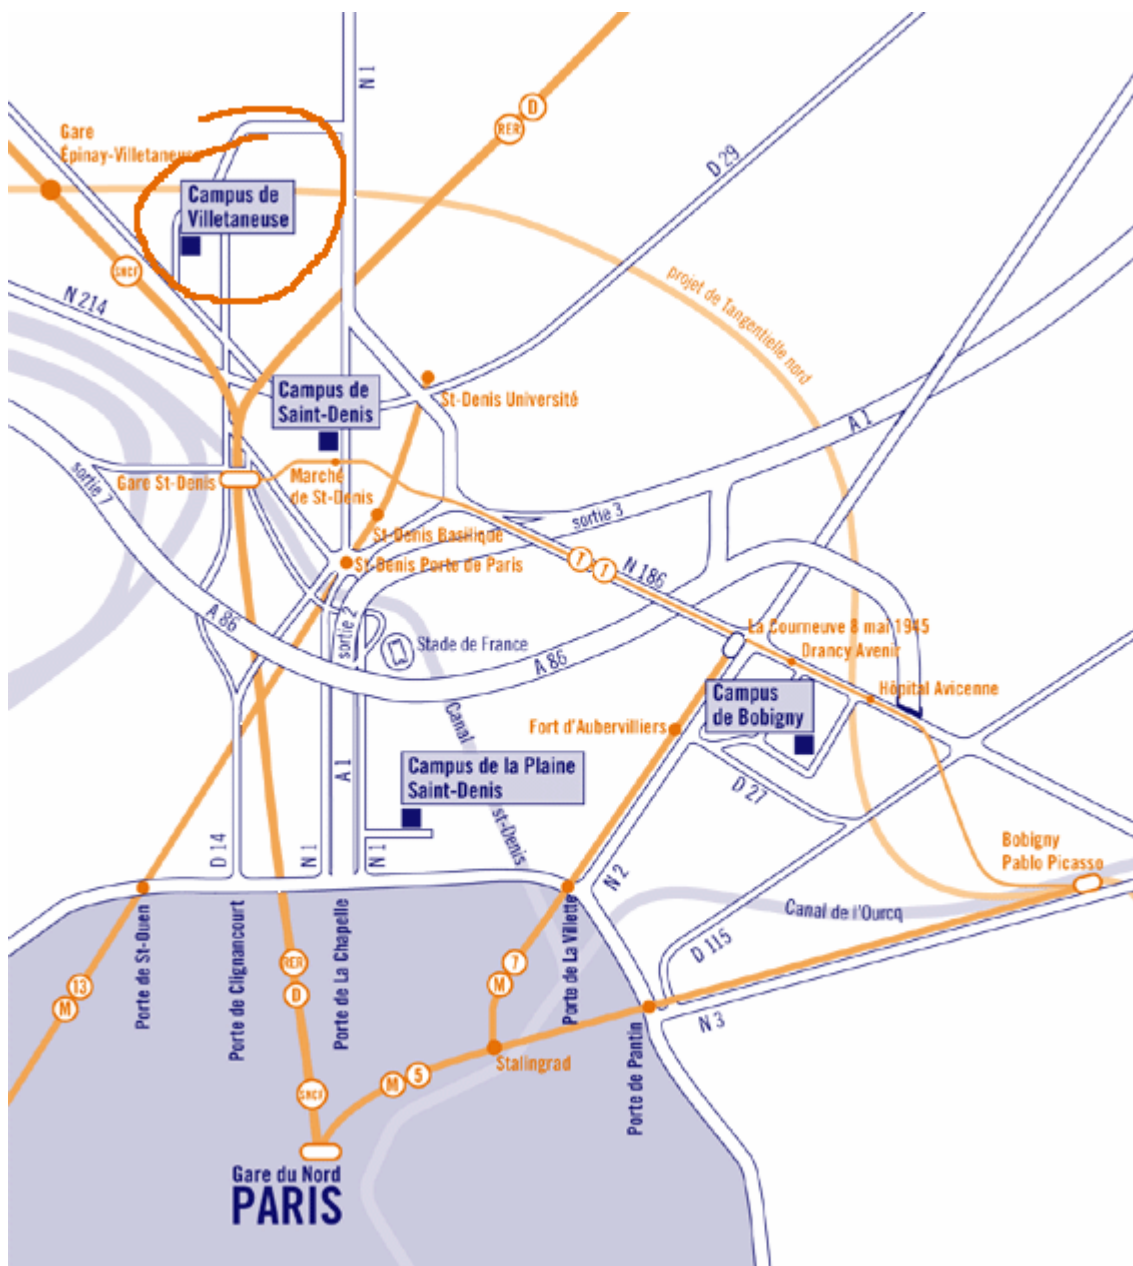 N 1
D
RER
Gare
Épinay-Villetaneuse
D 29
Campus de
Villetaneuse
SNCF
N 214
projet de Tangentielle nord
Campus de
Saint-Denis
St-Denis Université
A 1
sortie 7
Gare St-Denis
Marché
de St-Denis
sortie 3
St-Denis Basilique
St-Denis Porte de Paris
T 1
N 186
A 86
sortie 2
Stade de France
A 86
La Courneuve 8 mai 1945
Drancy Avenir
Hôpital Avicenne
Campus
de Bobigny
Fort d'Aubervilliers
Canal
st-Denis
Campus de la Plaine
Saint-Denis
A 1
D 27
D 14
N 1
N 1
N 2
Bobigny
Pablo Picasso
Canal de l'Ourcq
D 115
Porte de St-Ouen
Porte de Clignancourt
Porte de La Chapelle
Porte de La Villette
RER
D
13
M
7
M
N 3
Porte de Pantin
Stalingrad
M 5
SNCF
Gare du Nord
PARIS